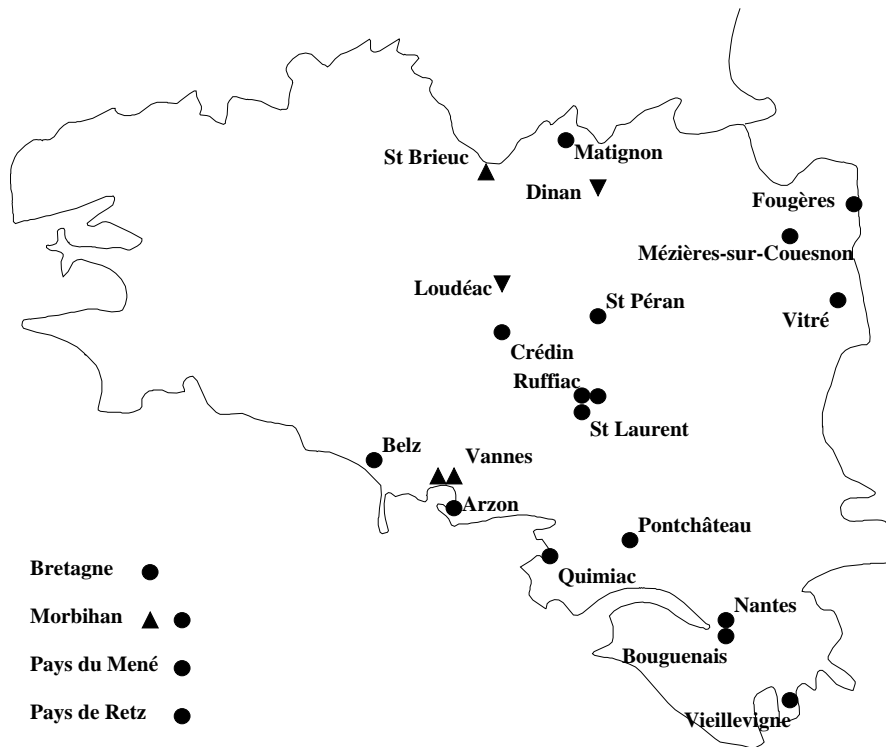 Matignon
St Brieuc
Dinan
Fougères
Mézières-sur-Couesnon
Loudéac
St Péran
Vitré
Crédin
Ruffiac
St Laurent
Belz
Vannes
Arzon
Pontchâteau
Quimiac
Nantes
Bouguenais
Vieillevigne
Bretagne
Morbihan
Pays du Mené
Pays de Retz